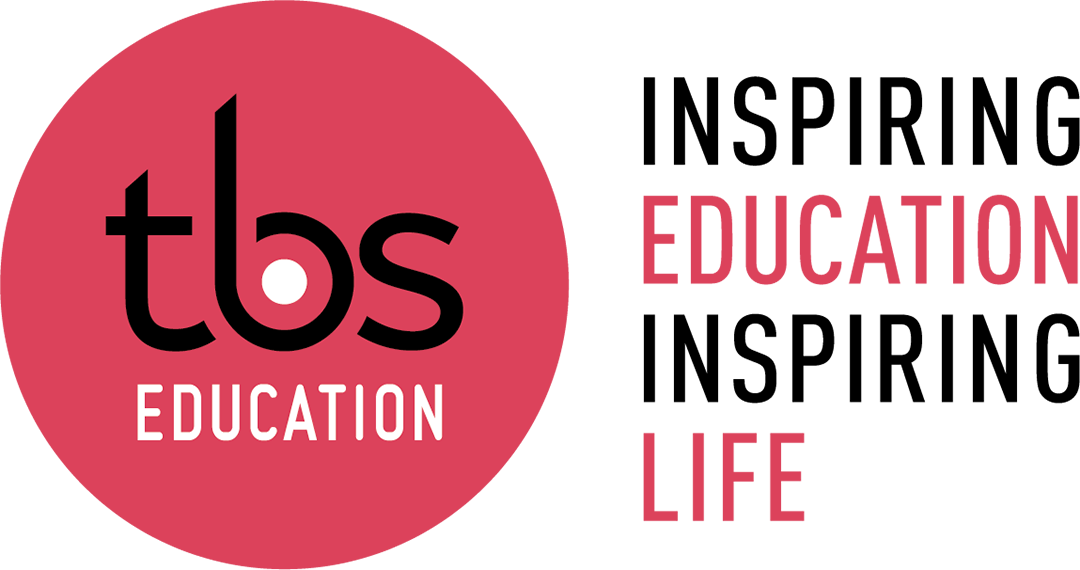 tbs
EDUCATION
INSPIRING
EDUCATION
INSPIRING
LIFE